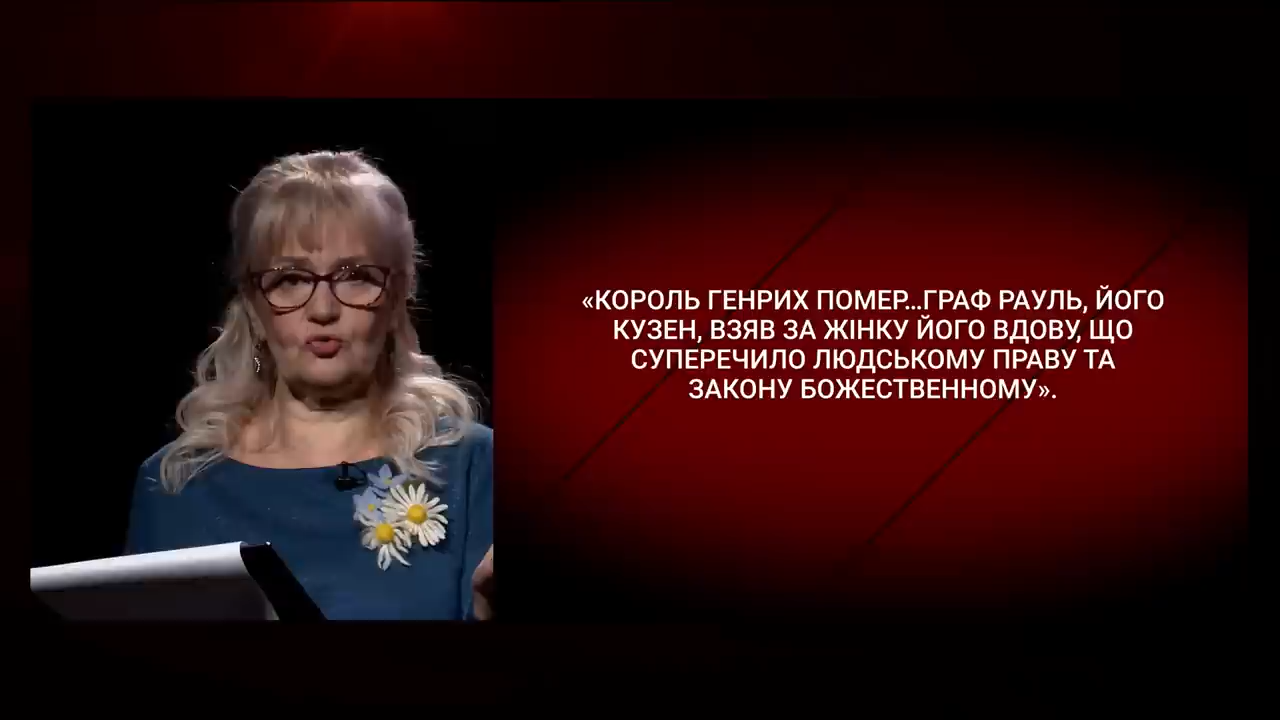 «КОРОЛЬ ГЕНРИХ ПОМЕР...ГРАФ РАУЛЬ, ЙОГО
КУЗЕН, ВЗЯВ ЗА ЖІНКУ ЙОГО ВДОВУ, ЩО
СУПЕРЕЧИЛО ЛЮДСЬКОМУ ПРАВУ ТА
ЗАКОНУ БОЖЕСТВЕННОМУ».